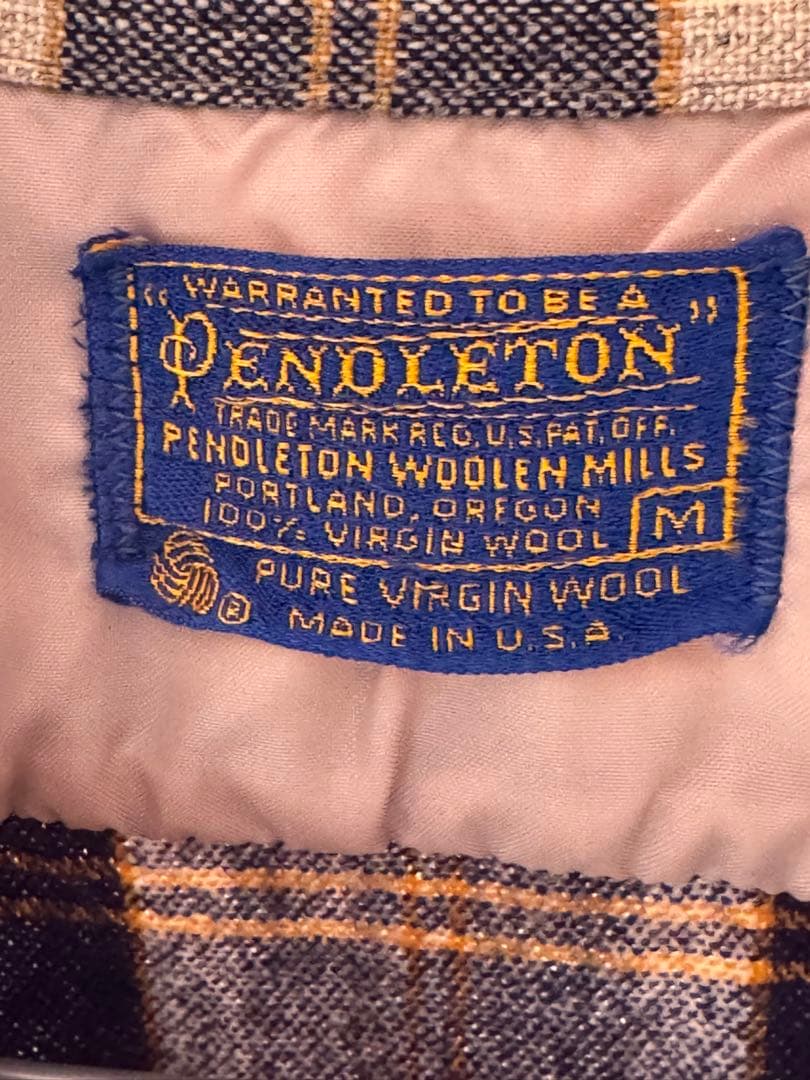 "WARRANTED TO BE A
PENDLETON"
TRADE MARK REG. U.S. PAT. OFF.
PENDLETON WOOLEN MILLS
PORTLAND, OREGON
100% VIRGIN WOOL M
PURE VIRGIN WOOL
® MADE IN U.S.A.